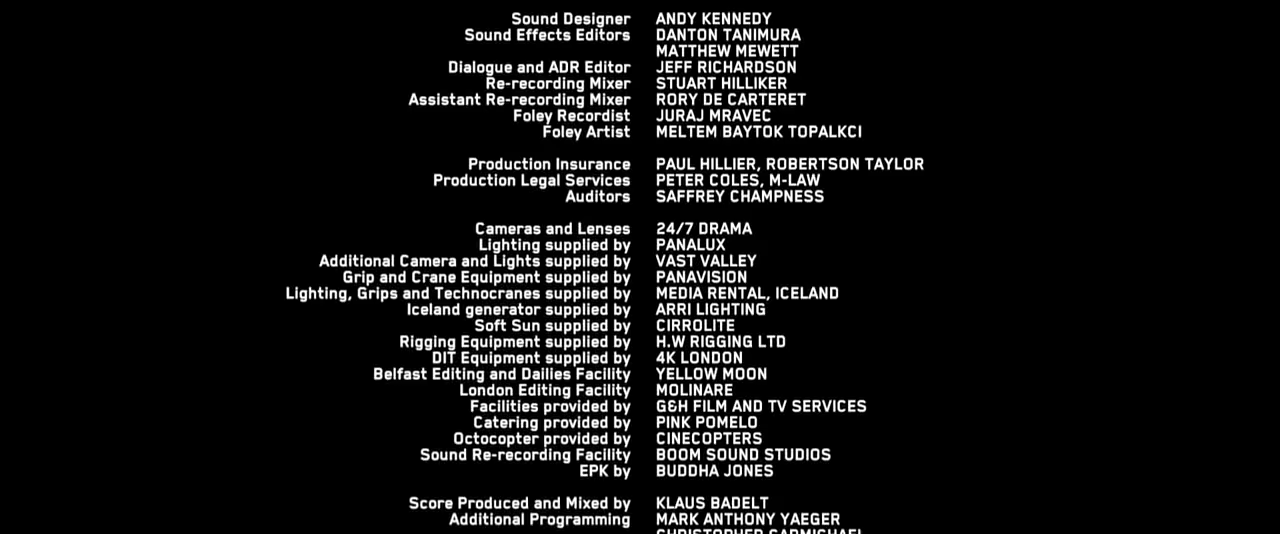 Sound Designer ANDY KENNEDY
Sound Effects Editors DANTON TANIMURA
MATTHEW MEWETT
Dialogue and ADR Editor JEFF RICHARDSON
Re-recording Mixer STUART HILLIKER
Assistant Re-recording Mixer RORY DE CARTERET
Foley Recordist JURAJ MRAVEC
Foley Artist MELTEM BAYTOK TOPALKCI
Production Insurance PAUL HILLIER, ROBERTSON TAYLOR
Production Legal Services PETER COLES, M-LAW
Auditors SAFFREY CHAMPNESS
Cameras and Lenses 24/7 DRAMA
Lighting supplied by PANALUX
Additional Camera and Lights supplied by VAST VALLEY
Grip and Crane Equipment supplied by PANAVISION
Lighting, Grips and Technocranes supplied by MEDIA RENTAL, ICELAND
Iceland generator supplied by ARRI LIGHTING
Soft Sun supplied by CIRROLITE
Rigging Equipment supplied by H.W RIGGING LTD
DIT Equipment supplied by 4K LONDON
Belfast Editing and Dailies Facility YELLOW MOON
London Editing Facility MOLINARE
Facilities provided by G&H FILM AND TV SERVICES
Catering provided by PINK POMELO
Octocopter provided by CINECOPTERS
Sound Re-recording Facility BOOM SOUND STUDIOS
EPK by BUDDHA JONES
Score Produced and Mixed by KLAUS BADELT
Additional Programming MARK ANTHONY YAEGER
CHRISTOPHER CARMICHAEL